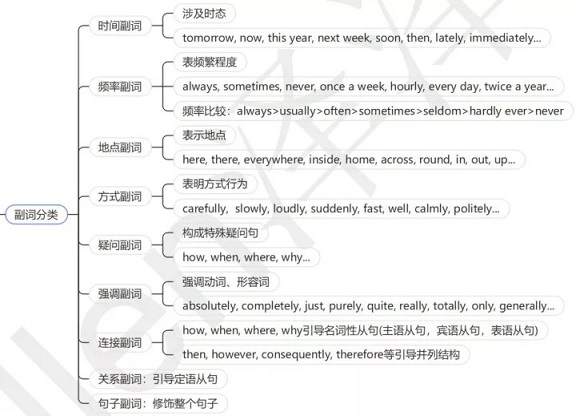 副词分类
时间副词
涉及时态
tomorrow, now, this year, next week, soon, then, lately, immediately...
频率副词
表频繁程度
always, sometimes, never, once a week, hourly, every day, twice a year...
频率比较：always>usually>often>sometimes>seldom>hardly ever>never
地点副词
表示地点
here, there, everywhere, inside, home, across, round, in, out, up...
方式副词
表明方式行为
carefully, slowly, loudly, suddenly, fast, well, calmly, politely...
疑问副词
构成特殊疑问句
how, when, where, why...
强调副词
强调动词、形容词
absolutely, completely, just, purely, quite, really, totally, only, generally...
连接副词
how, when, where, why引导名词性从句(主语从句，宾语从句，表语从句)
then, however, consequently, therefore等引导并列结构
关系副词：引导定语从句
句子副词：修饰整个句子